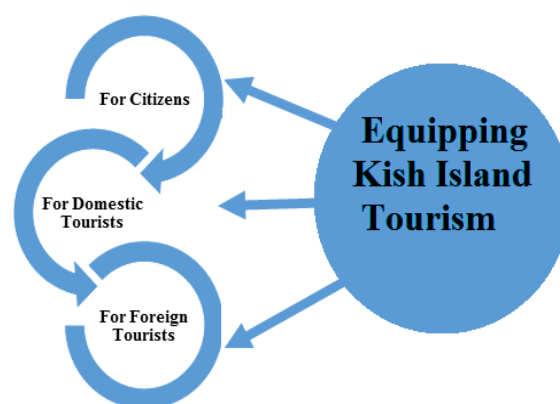 For Citizens
For Domestic
Tourists
For Foreign
Tourists
Equipping
Kish Island
Tourism